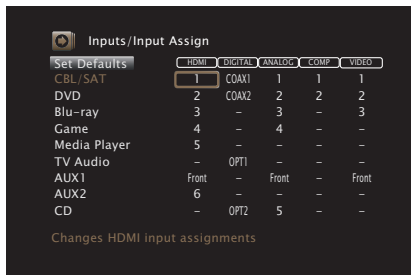 Inputs/Input Assign
Set Defaults HDMI DIGITAL ANALOG COMP VIDEO
CBL/SAT 1 COAX1 1 1 1
DVD 2 COAX2 2 2 2
Blu-ray 3 – 3 – 3
Game 4 – 4 – –
Media Player 5 – – – –
TV Audio – OPT1 – – –
AUX1 Front – Front – Front
AUX2 6 – – – –
CD – OPT2 5 – –
Changes HDMI input assignments